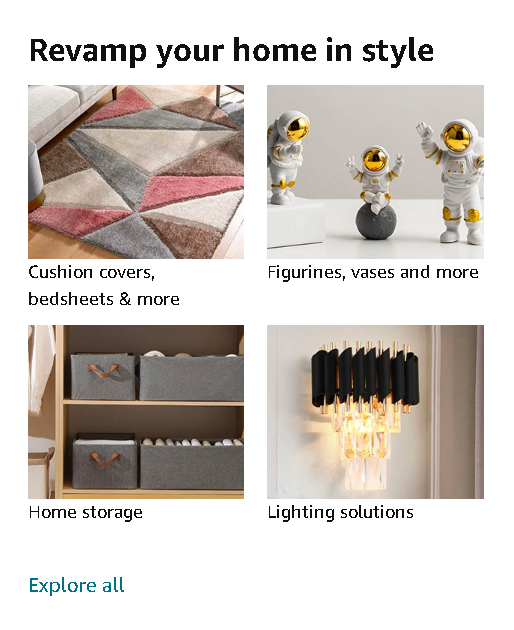 Revamp your home in style
Cushion covers,
bedsheets & more
Figurines, vases and more
Home storage
Lighting solutions
Explore all